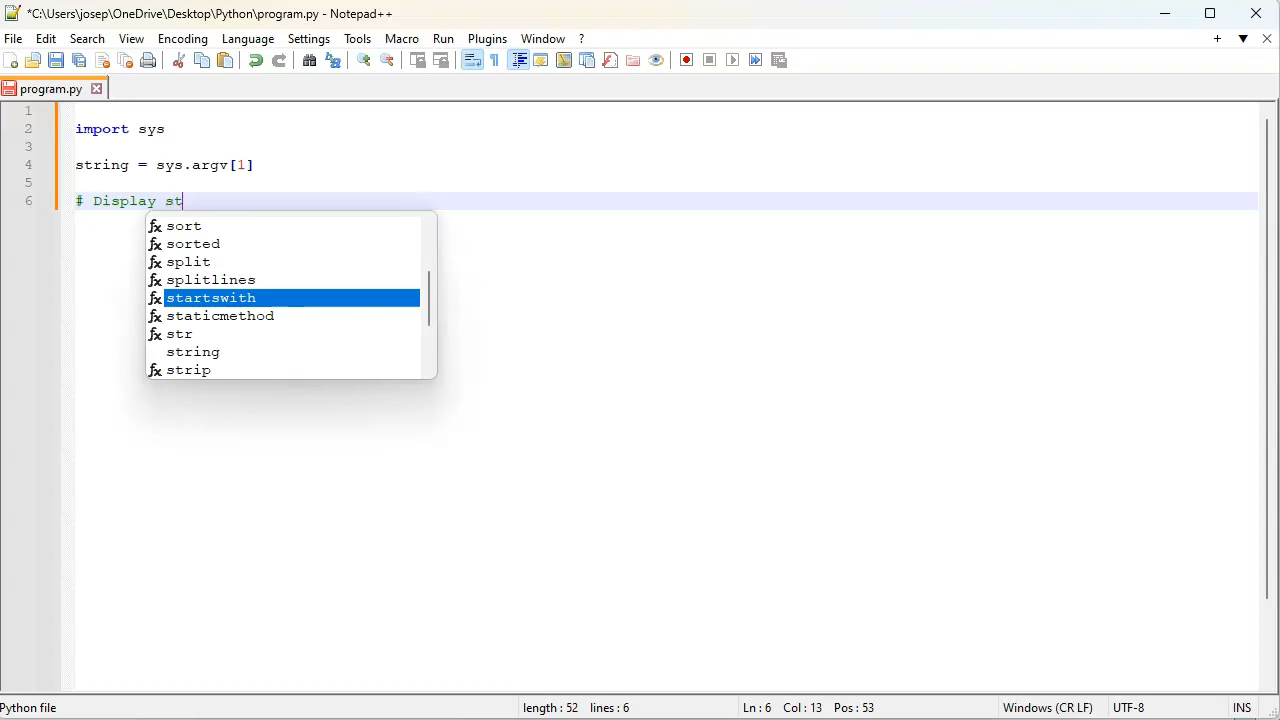 *C:\Users\josep\OneDrive\Desktop\Python\program.py - Notepad++
File Edit Search View Encoding Language Settings Tools Macro Run Plugins Window ?
program.py
1
2 import sys
3
4 string = sys.argv[1]
5
6 # Display st
sort
sorted
split
splitlines
startswith
staticmethod
str
string
strip
Python file length : 52 lines : 6 Ln : 6 Col : 13 Pos : 53 Windows (CR LF) UTF-8 INS